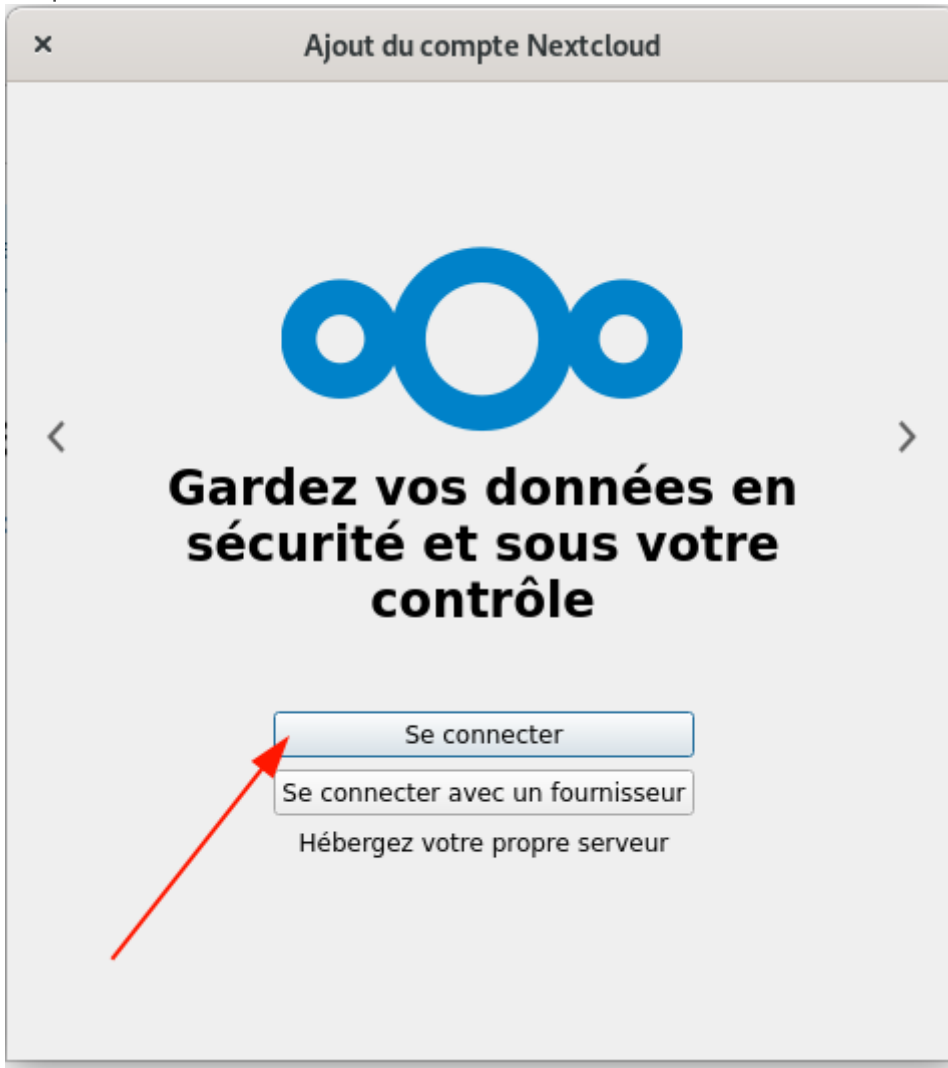 Ajout du compte Nextcloud
Gardez vos données en
sécurité et sous votre
contrôle
Se connecter
Se connecter avec un fournisseur
Hébergez votre propre serveur